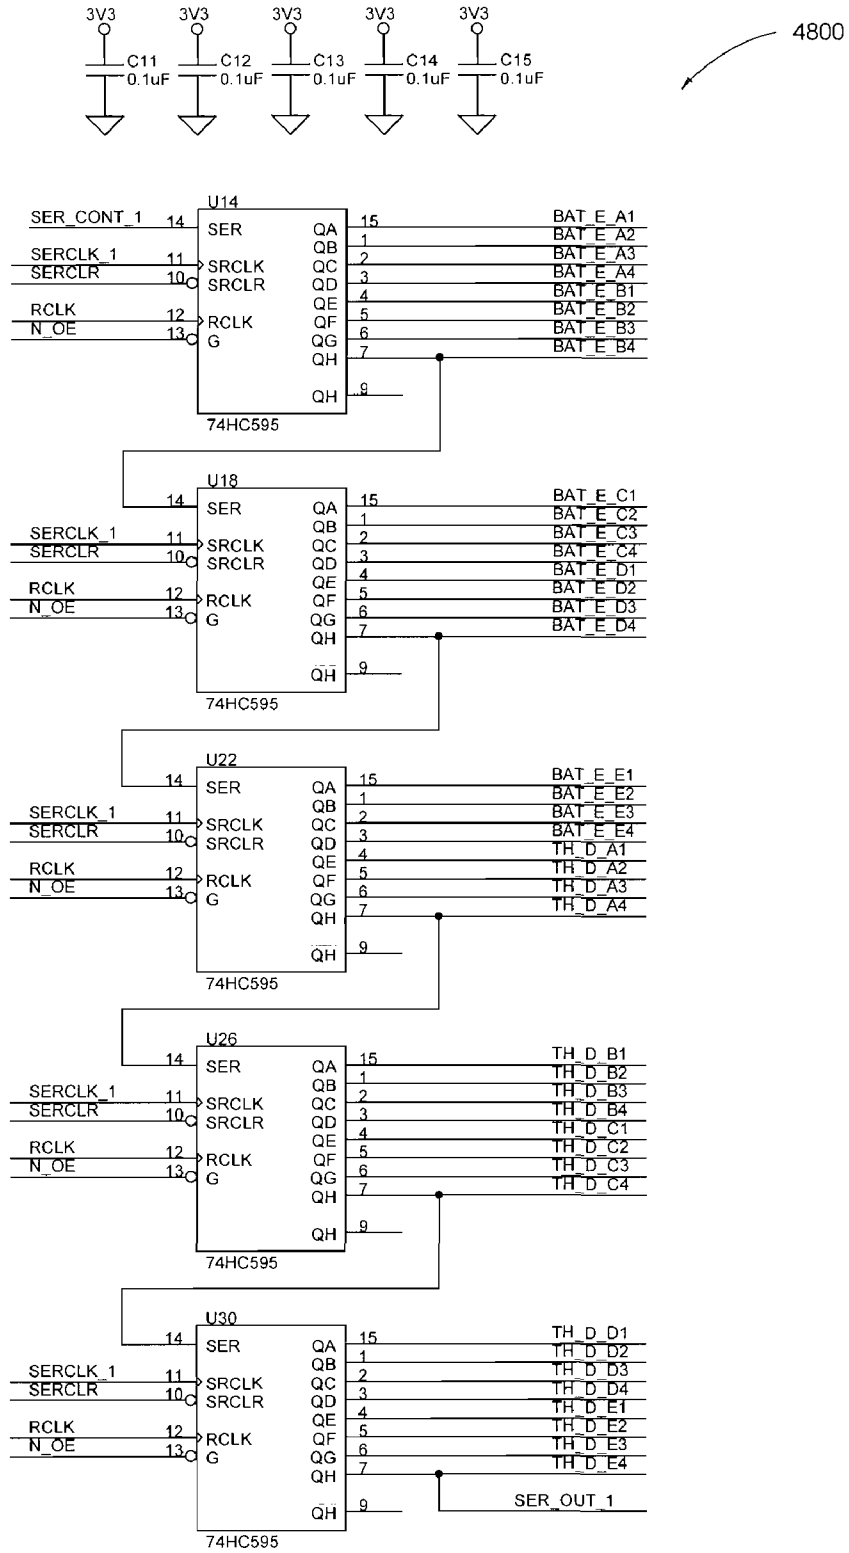 3V3 3V3 3V3 3V3 3V3 4800
C11 C12 C13 C14 C15
0.1uF 0.1uF 0.1uF 0.1uF 0.1uF
U14
SER_CONT_1 14 SER QA 15 BAT_E_A1
QB 1 BAT_E_A2
SERCLK_1 11 SRCLK QC 2 BAT_E_A3
SERCLR 10 SRCLR QD 3 BAT_E_A4
QE 4 BAT_E_B1
RCLK 12 RCLK QF 5 BAT_E_B2
N_OE 13 G QG 6 BAT_E_B3
QH 7 BAT_E_B4
QH 9
74HC595
U18
14 SER QA 15 BAT_E_C1
QB 1 BAT_E_C2
SERCLK_1 11 SRCLK QC 2 BAT_E_C3
SERCLR 10 SRCLR QD 3 BAT_E_C4
QE 4 BAT_E_D1
RCLK 12 RCLK QF 5 BAT_E_D2
N_OE 13 G QG 6 BAT_E_D3
QH 7 BAT_E_D4
QH 9
74HC595
U22
14 SER QA 15 BAT_E_E1
QB 1 BAT_E_E2
SERCLK_1 11 SRCLK QC 2 BAT_E_E3
SERCLR 10 SRCLR QD 3 BAT_E_E4
QE 4 TH_D_A1
RCLK 12 RCLK QF 5 TH_D_A2
N_OE 13 G QG 6 TH_D_A3
QH 7 TH_D_A4
QH 9
74HC595
U26
14 SER QA 15 TH_D_B1
QB 1 TH_D_B2
SERCLK_1 11 SRCLK QC 2 TH_D_B3
SERCLR 10 SRCLR QD 3 TH_D_B4
QE 4 TH_D_C1
RCLK 12 RCLK QF 5 TH_D_C2
N_OE 13 G QG 6 TH_D_C3
QH 7 TH_D_C4
QH 9
74HC595
U30
14 SER QA 15 TH_D_D1
QB 1 TH_D_D2
SERCLK_1 11 SRCLK QC 2 TH_D_D3
SERCLR 10 SRCLR QD 3 TH_D_D4
QE 4 TH_D_E1
RCLK 12 RCLK QF 5 TH_D_E2
N_OE 13 G QG 6 TH_D_E3
QH 7 TH_D_E4
QH 9 SER_OUT_1
74HC595